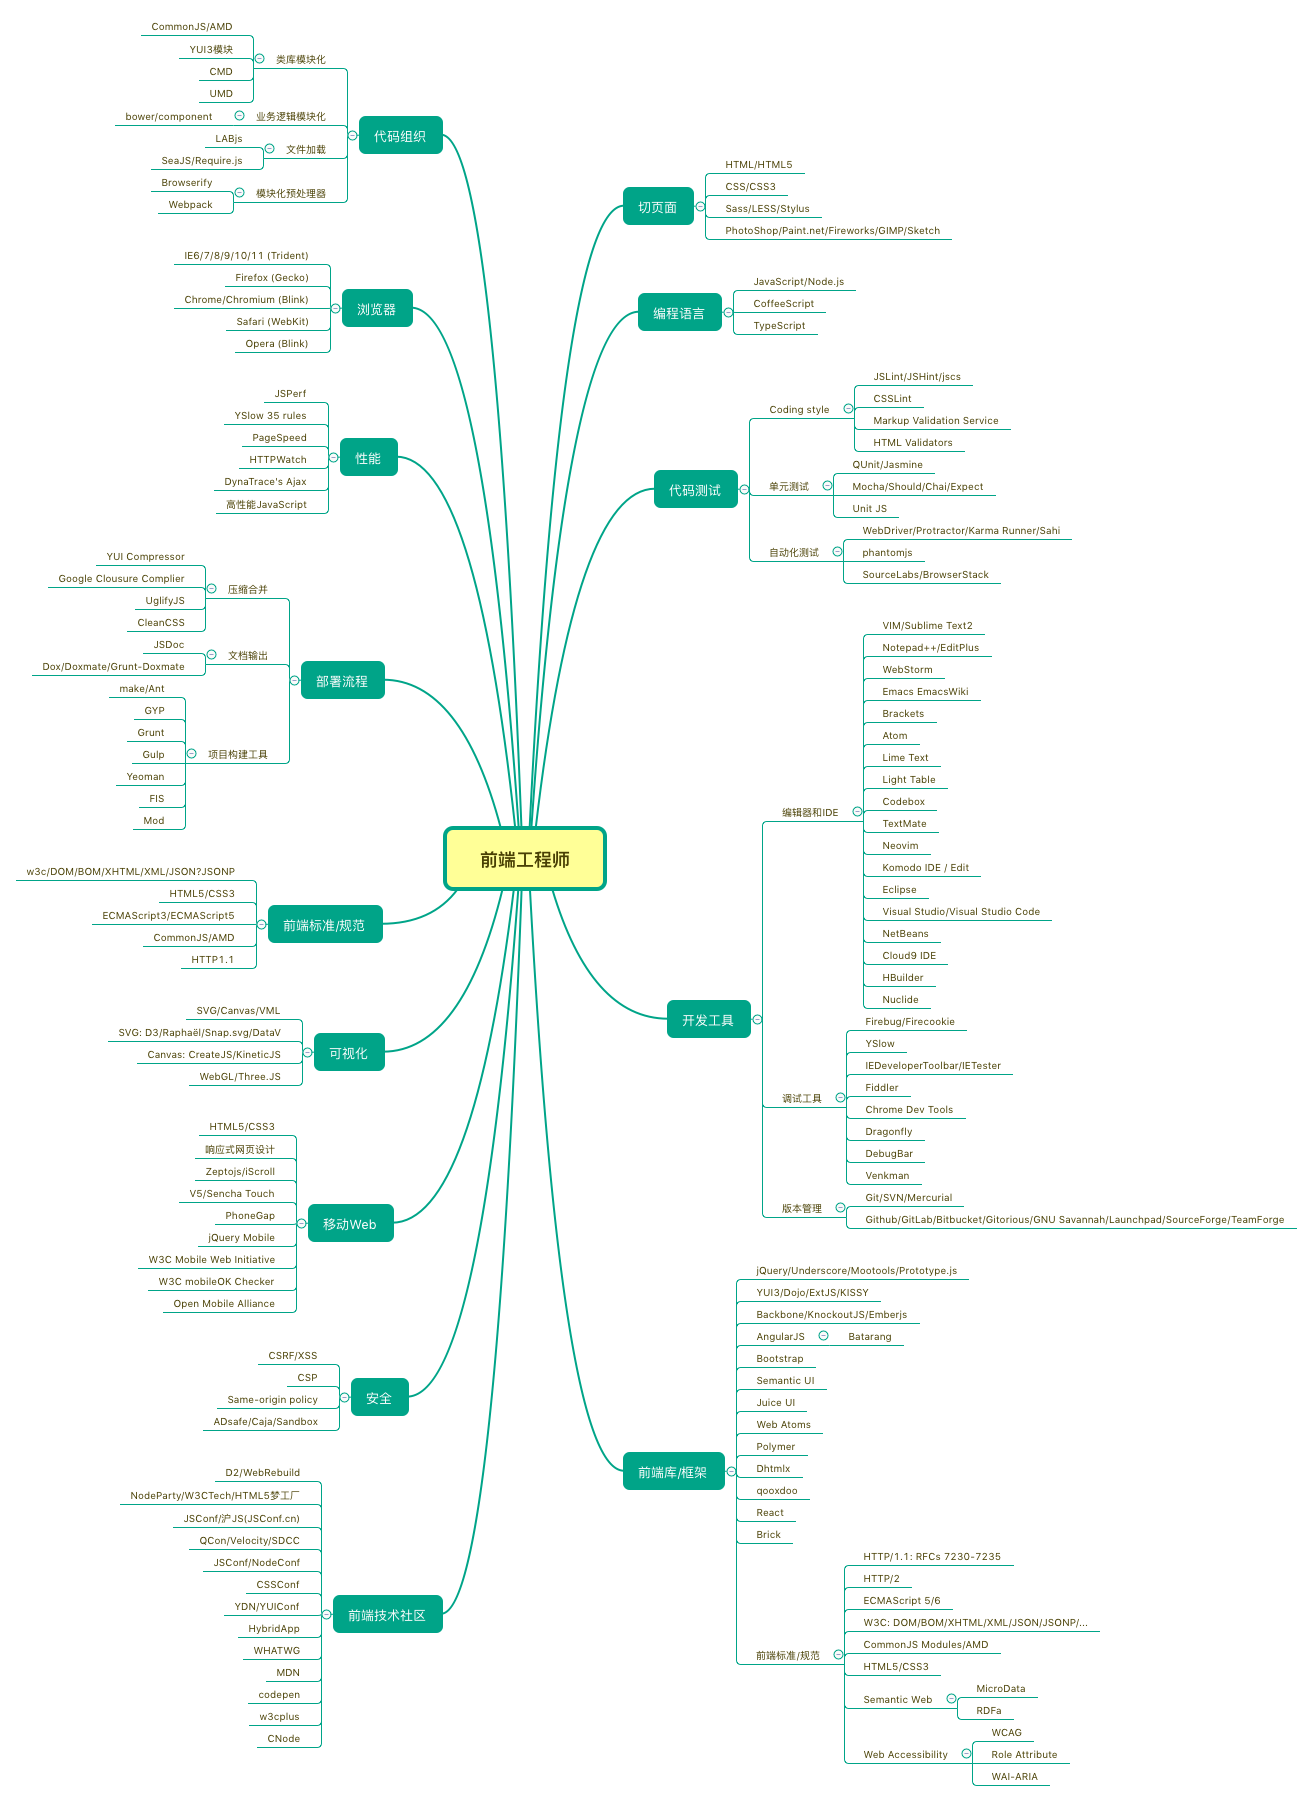 前端工程师
代码组织
类库模块化
CommonJS/AMD
YUI3模块
CMD
UMD
业务逻辑模块化
bower/component
文件加载
LABjs
SeaJS/Require.js
模块化预处理器
Browserify
Webpack
浏览器
IE6/7/8/9/10/11 (Trident)
Firefox (Gecko)
Chrome/Chromium (Blink)
Safari (WebKit)
Opera (Blink)
性能
JSPerf
YSlow 35 rules
PageSpeed
HTTPWatch
DynaTrace's Ajax
高性能JavaScript
部署流程
压缩合并
YUI Compressor
Google Clousure Complier
UglifyJS
CleanCSS
文档输出
JSDoc
Dox/Doxmate/Grunt-Doxmate
项目构建工具
make/Ant
GYP
Grunt
Gulp
Yeoman
FIS
Mod
前端标准/规范
w3c/DOM/BOM/XHTML/XML/JSON?JSONP
HTML5/CSS3
ECMAScript3/ECMAScript5
CommonJS/AMD
HTTP1.1
可视化
SVG/Canvas/VML
SVG: D3/Raphaël/Snap.svg/DataV
Canvas: CreateJS/KineticJS
WebGL/Three.JS
移动Web
HTML5/CSS3
响应式网页设计
Zeptojs/iScroll
V5/Sencha Touch
PhoneGap
jQuery Mobile
W3C Mobile Web Initiative
W3C mobileOK Checker
Open Mobile Alliance
安全
CSRF/XSS
CSP
Same-origin policy
ADsafe/Caja/Sandbox
前端技术社区
D2/WebRebuild
NodeParty/W3CTech/HTML5梦工厂
JSConf/沪JS(JSConf.cn)
QCon/Velocity/SDCC
JSConf/NodeConf
CSSConf
YDN/YUIConf
HybridApp
WHATWG
MDN
codepen
w3cplus
CNode
切页面
HTML/HTML5
CSS/CSS3
Sass/LESS/Stylus
PhotoShop/Paint.net/Fireworks/GIMP/Sketch
编程语言
JavaScript/Node.js
CoffeeScript
TypeScript
代码测试
Coding style
JSLint/JSHint/jscs
CSSLint
Markup Validation Service
HTML Validators
单元测试
QUnit/Jasmine
Mocha/Should/Chai/Expect
Unit JS
自动化测试
WebDriver/Protractor/Karma Runner/Sahi
phantomjs
SourceLabs/BrowserStack
开发工具
编辑器和IDE
VIM/Sublime Text2
Notepad++/EditPlus
WebStorm
Emacs EmacsWiki
Brackets
Atom
Lime Text
Light Table
Codebox
TextMate
Neovim
Komodo IDE / Edit
Eclipse
Visual Studio/Visual Studio Code
NetBeans
Cloud9 IDE
HBuilder
Nuclide
调试工具
Firebug/Firecookie
YSlow
IEDeveloperToolbar/IETester
Fiddler
Chrome Dev Tools
Dragonfly
DebugBar
Venkman
版本管理
Git/SVN/Mercurial
Github/GitLab/Bitbucket/Gitorious/GNU Savannah/Launchpad/SourceForge/TeamForge
前端库/框架
jQuery/Underscore/Mootools/Prototype.js
YUI3/Dojo/ExtJS/KISSY
Backbone/KnockoutJS/Emberjs
AngularJS
Batarang
Bootstrap
Semantic UI
Juice UI
Web Atoms
Polymer
Dhtmlx
qooxdoo
React
Brick
前端标准/规范
HTTP/1.1: RFCs 7230-7235
HTTP/2
ECMAScript 5/6
W3C: DOM/BOM/XHTML/XML/JSON/JSONP/...
CommonJS Modules/AMD
HTML5/CSS3
Semantic Web
MicroData
RDFa
Web Accessibility
WCAG
Role Attribute
WAI-ARIA